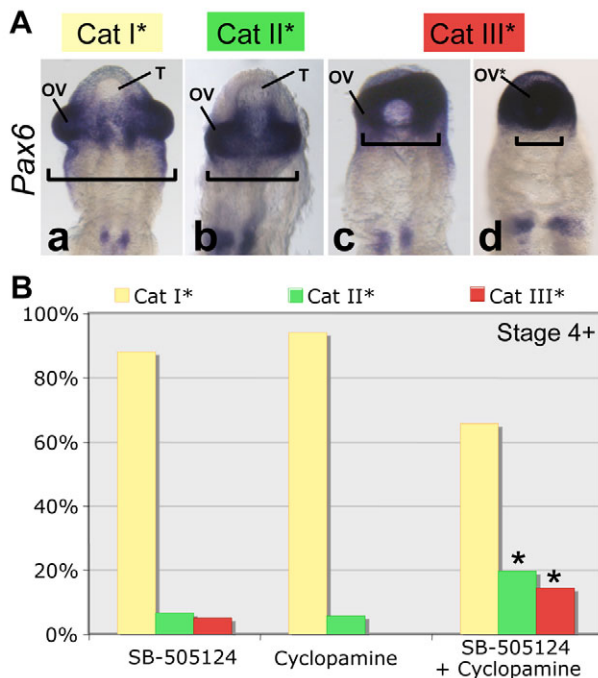 A
Cat I*
Cat II*
Cat III*
Pax6
OV
T
a
OV
T
b
OV
c
OV*
d
B
Cat I*
Cat II*
Cat III*
Stage 4+
100%
80%
60%
40%
20%
0%
* *
SB-505124
Cyclopamine
SB-505124
+ Cyclopamine